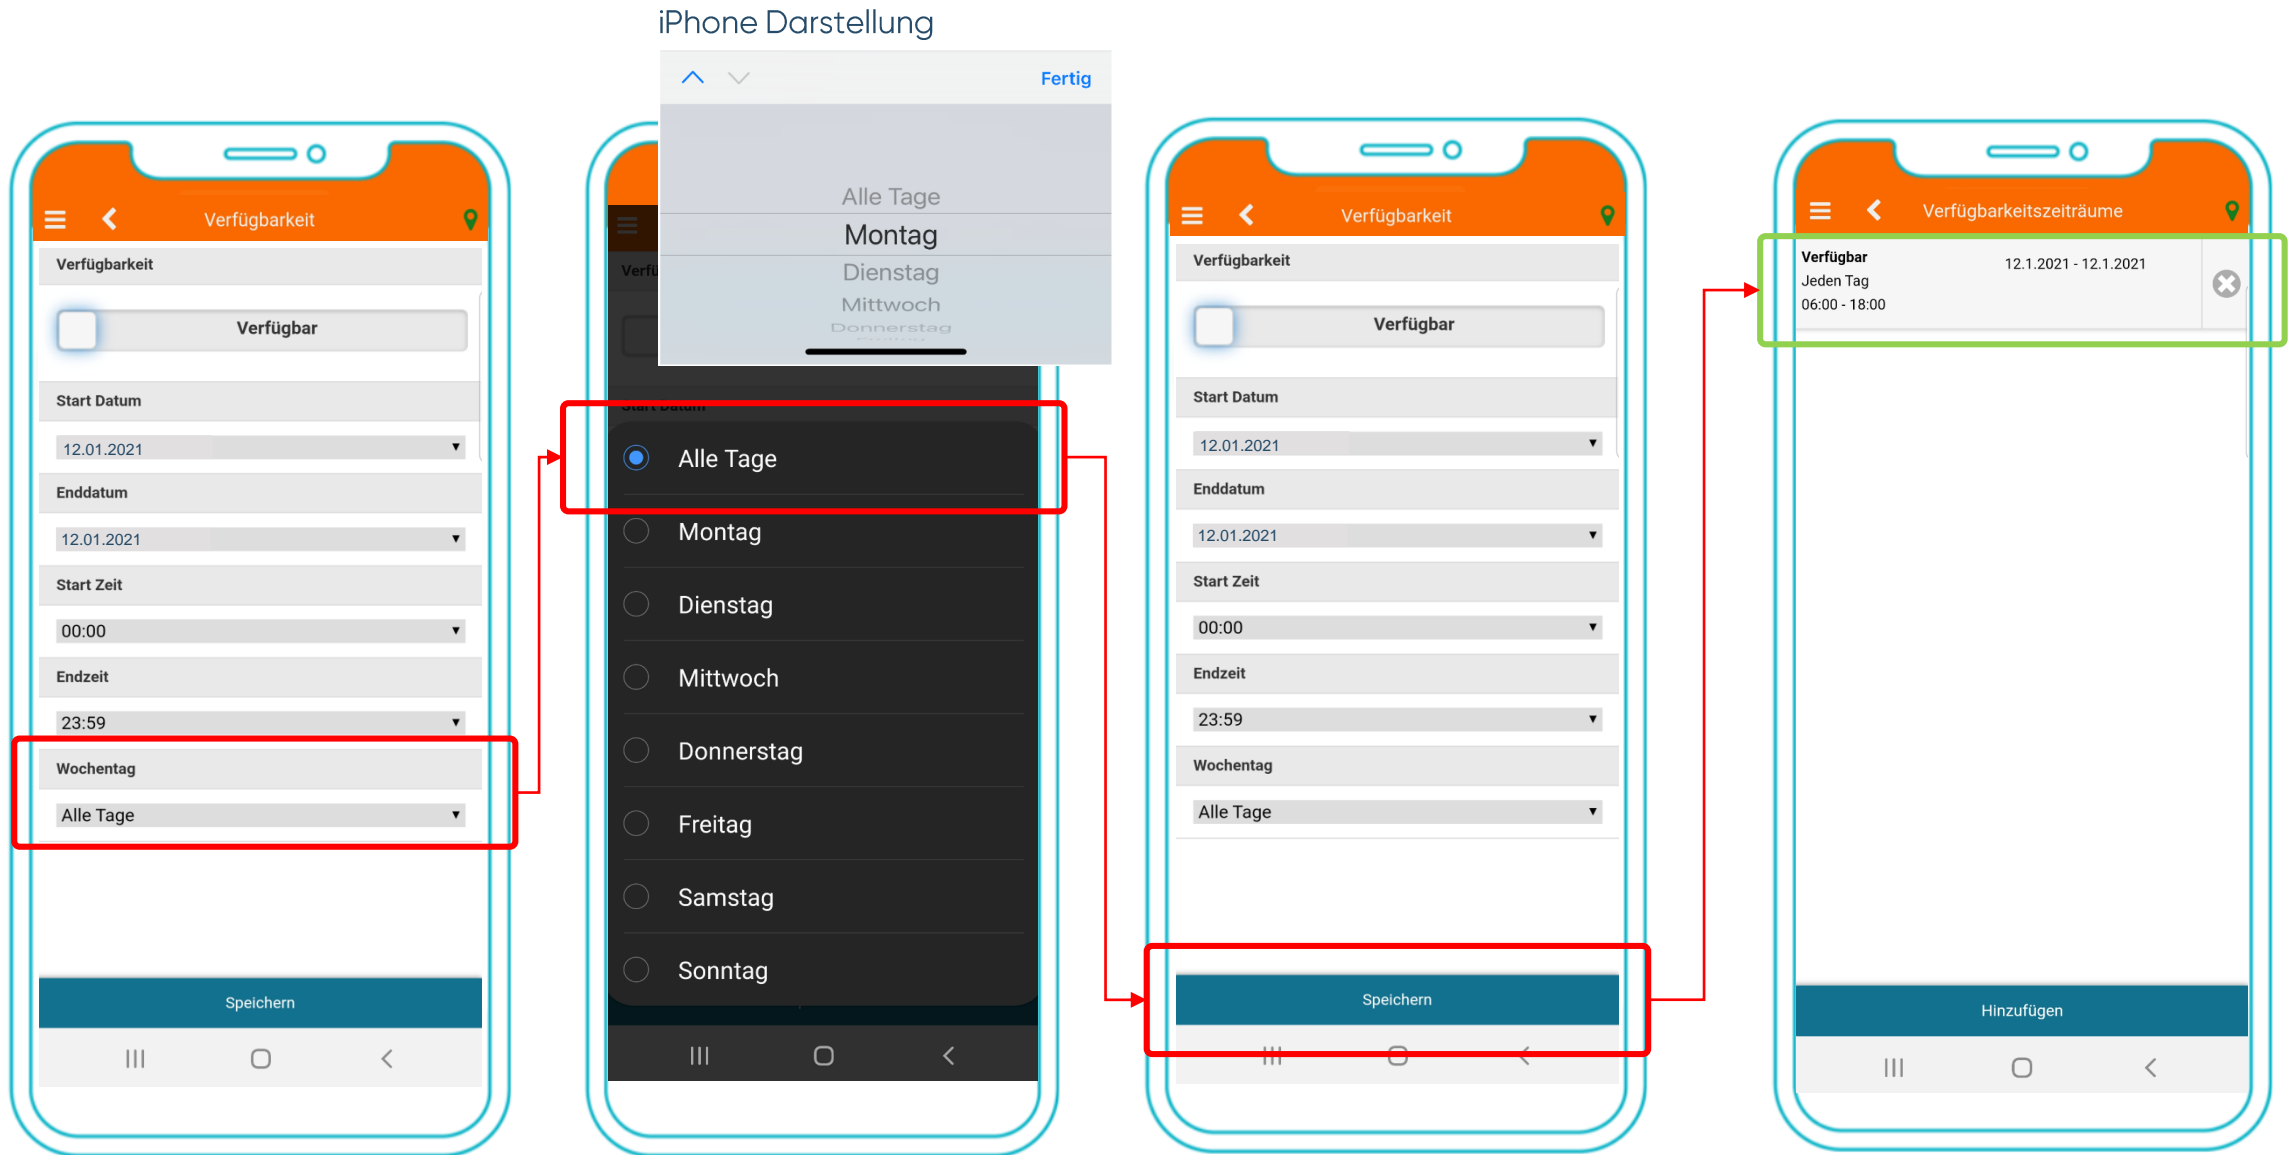 iPhone Darstellung
Fertig
Alle Tage
Montag
Dienstag
Mittwoch
Donnerstag
Verfügbarkeit
Verfügbarkeit
Verfügbar
Start Datum
12.01.2021
Enddatum
12.01.2021
Start Zeit
00:00
Endzeit
23:59
Wochentag
Alle Tage
Speichern
Start Datum
Alle Tage
Montag
Dienstag
Mittwoch
Donnerstag
Freitag
Samstag
Sonntag
Verfügbarkeit
Verfügbarkeit
Verfügbar
Start Datum
12.01.2021
Enddatum
12.01.2021
Start Zeit
00:00
Endzeit
23:59
Wochentag
Alle Tage
Speichern
Verfügbarkeitszeiträume
Verfügbar
12.1.2021 - 12.1.2021
Jeden Tag
06:00 - 18:00
Hinzufügen